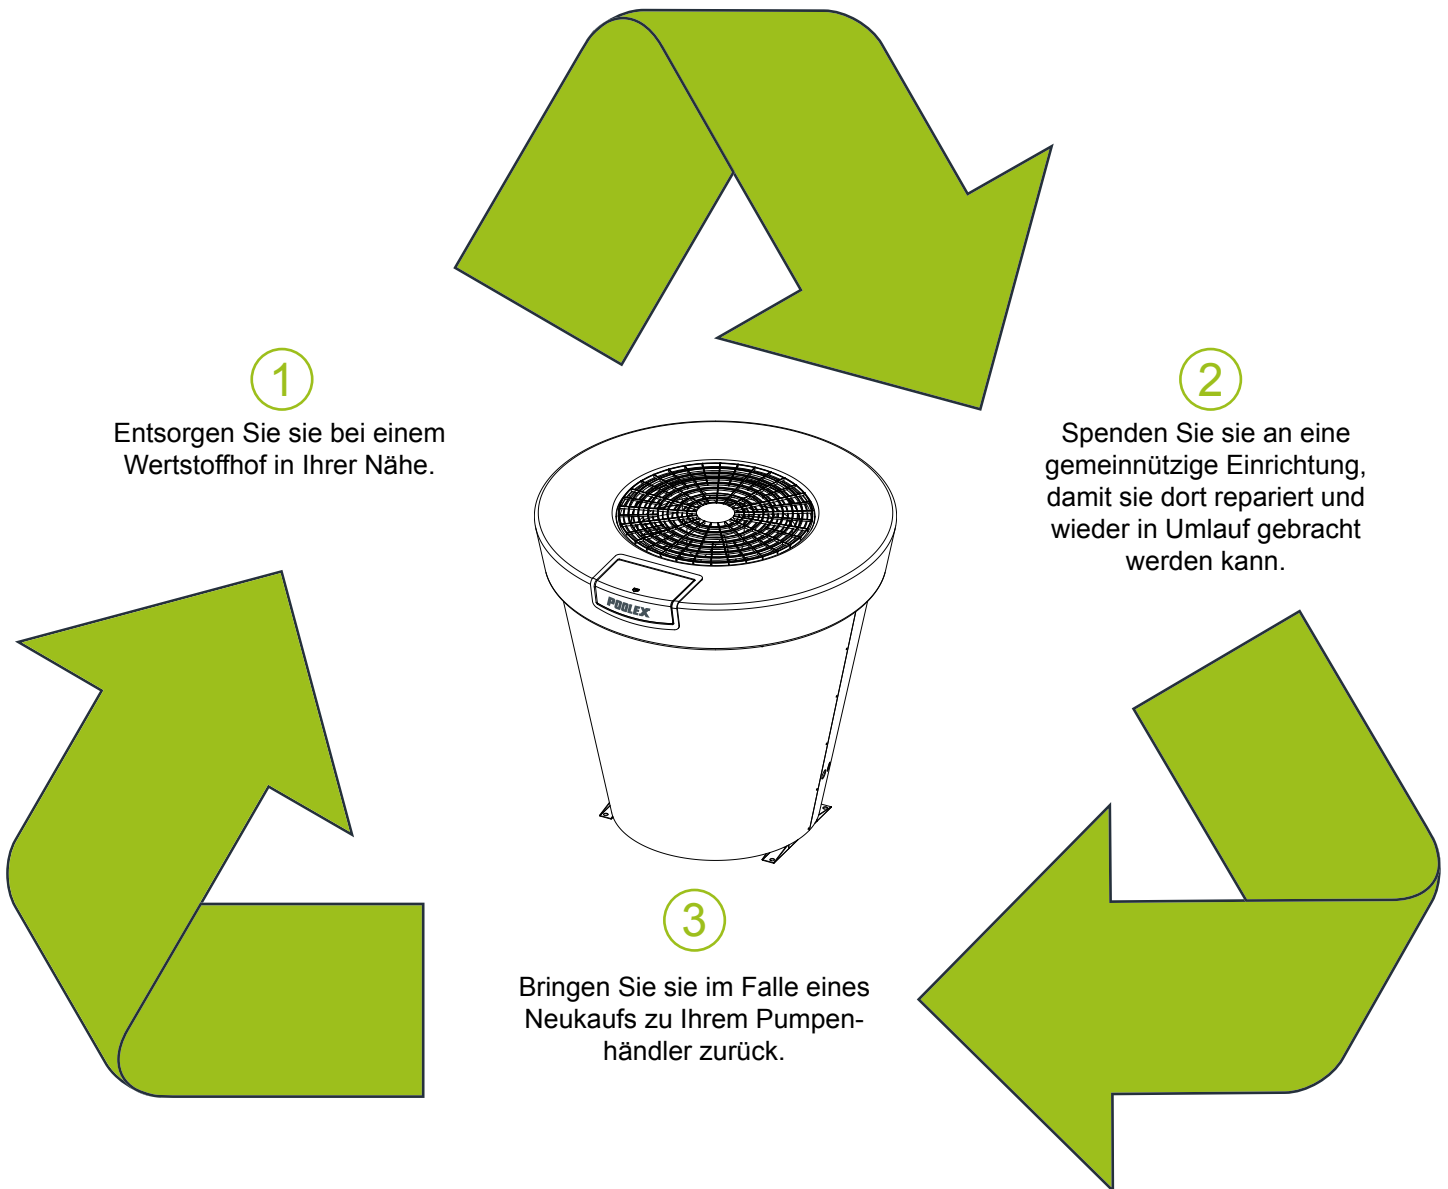 1
Entsorgen Sie sie bei einem
Wertstoffhof in Ihrer Nähe.
2
Spenden Sie sie an eine
gemeinnützige Einrichtung,
damit sie dort repariert und
wieder in Umlauf gebracht
werden kann.
POOLEX
3
Bringen Sie sie im Falle eines
Neukaufs zu Ihrem Pumpen-
händler zurück.